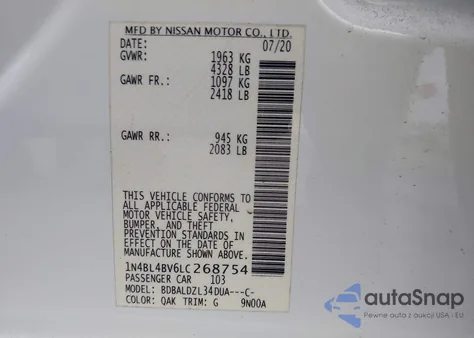 MFD BY NISSAN MOTOR CO., LTD.
DATE: 07/20
GVWR: 1963 KG
4328 LB
GAWR FR.: 1097 KG
2418 LB
GAWR RR.: 945 KG
2083 LB
THIS VEHICLE CONFORMS TO
ALL APPLICABLE FEDERAL
MOTOR VEHICLE SAFETY,
BUMPER, AND THEFT
PREVENTION STANDARDS IN
EFFECT ON THE DATE OF
MANUFACTURE SHOWN ABOVE.
1N4BL4BV6LC268754
PASSENGER CAR 103
MODEL: BDBALDZL34DUA---C-
COLOR: QAK TRIM: G 9N00A
autoSnap
Pewne auta z aukcji USA - EU